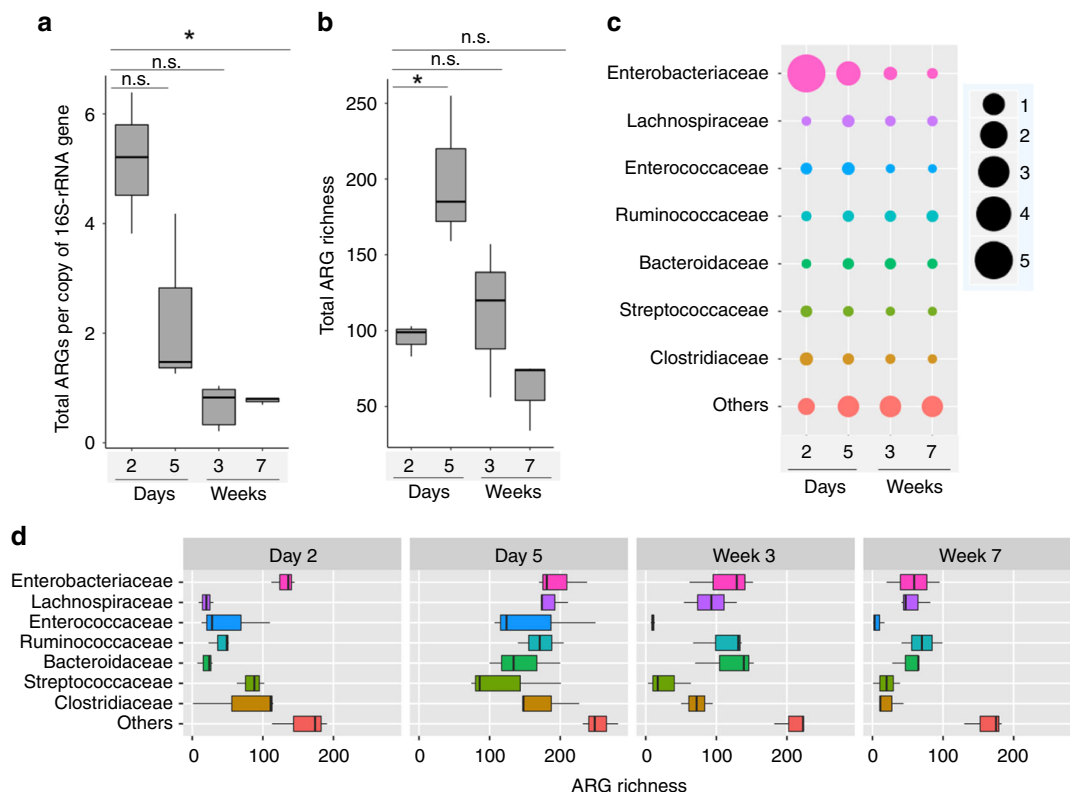 a
*
n.s.
n.s.
Total ARGs per copy of 16S-rRNA gene
6
4
2
0
2 5 3 7
Days Weeks
b
n.s.
n.s.
*
Total ARG richness
250
200
150
100
50
2 5 3 7
Days Weeks
c
Enterobacteriaceae
Lachnospiraceae
Enterococcaceae
Ruminococcaceae
Bacteroidaceae
Streptococcaceae
Clostridiaceae
Others
2 5 3 7
Days Weeks
1
2
3
4
5
d
Day 2 Day 5 Week 3 Week 7
Enterobacteriaceae
Lachnospiraceae
Enterococcaceae
Ruminococcaceae
Bacteroidaceae
Streptococcaceae
Clostridiaceae
Others
0 100 200 0 100 200 0 100 200 0 100 200
ARG richness